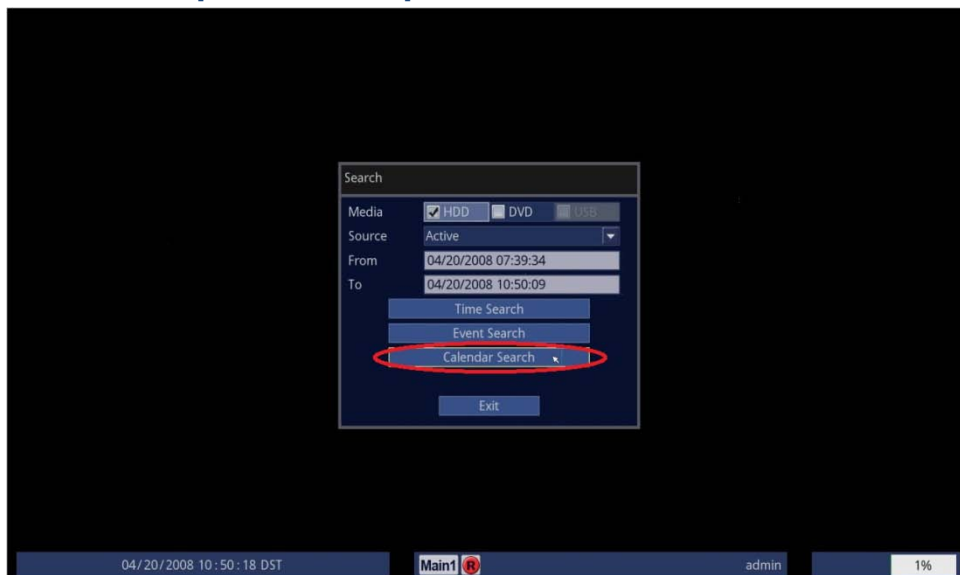 Search
Media HDD DVD USB
Source Active
From 04/20/2008 07:39:34
To 04/20/2008 10:50:09
Time Search
Event Search
Calendar Search
Exit
04/20/2008 10:50:18 DST Main1 R admin 1%